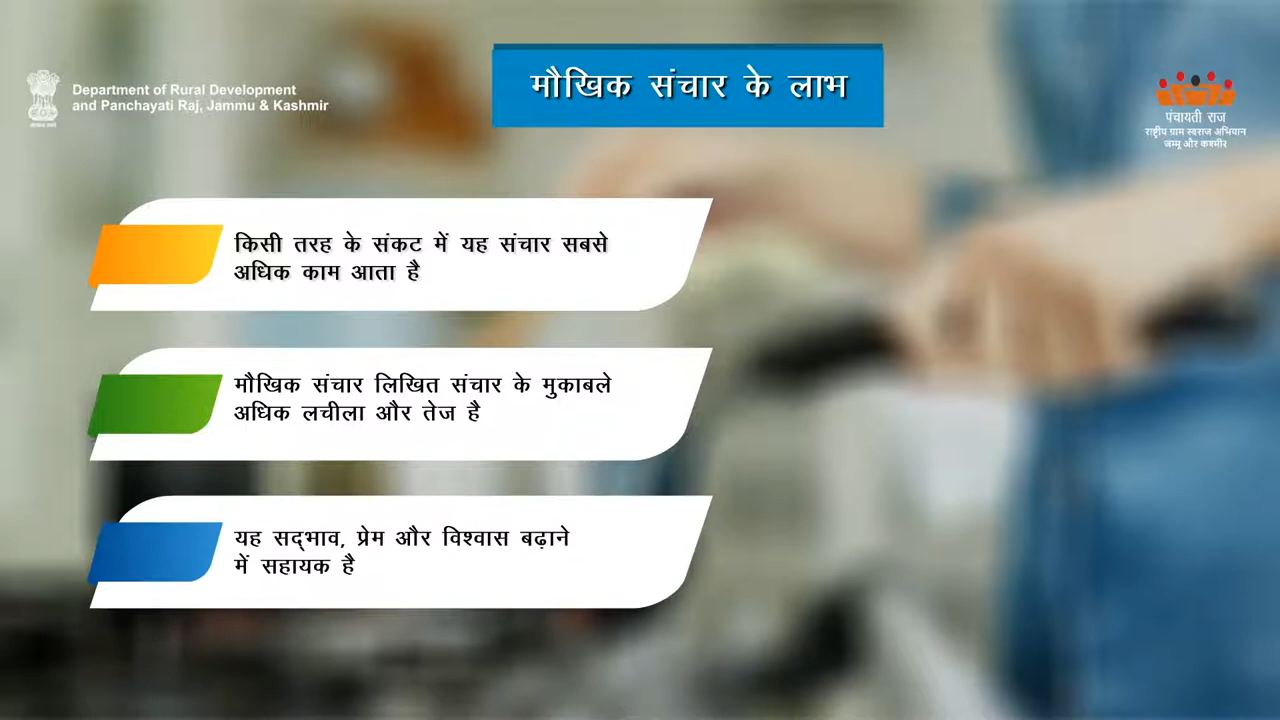 Department of Rural Development
and Panchayati Raj, Jammu & Kashmir
मौखिक संचार के लाभ
पंचायती राज
राष्ट्रीय ग्राम स्वराज अभियान
जम्मू और कश्मीर
किसी तरह के संकट में यह संचार सबसे
अधिक काम आता है
मौखिक संचार लिखित संचार के मुकाबले
अधिक लचीला और तेज है
यह सद्भाव, प्रेम और विश्वास बढ़ाने
में सहायक है